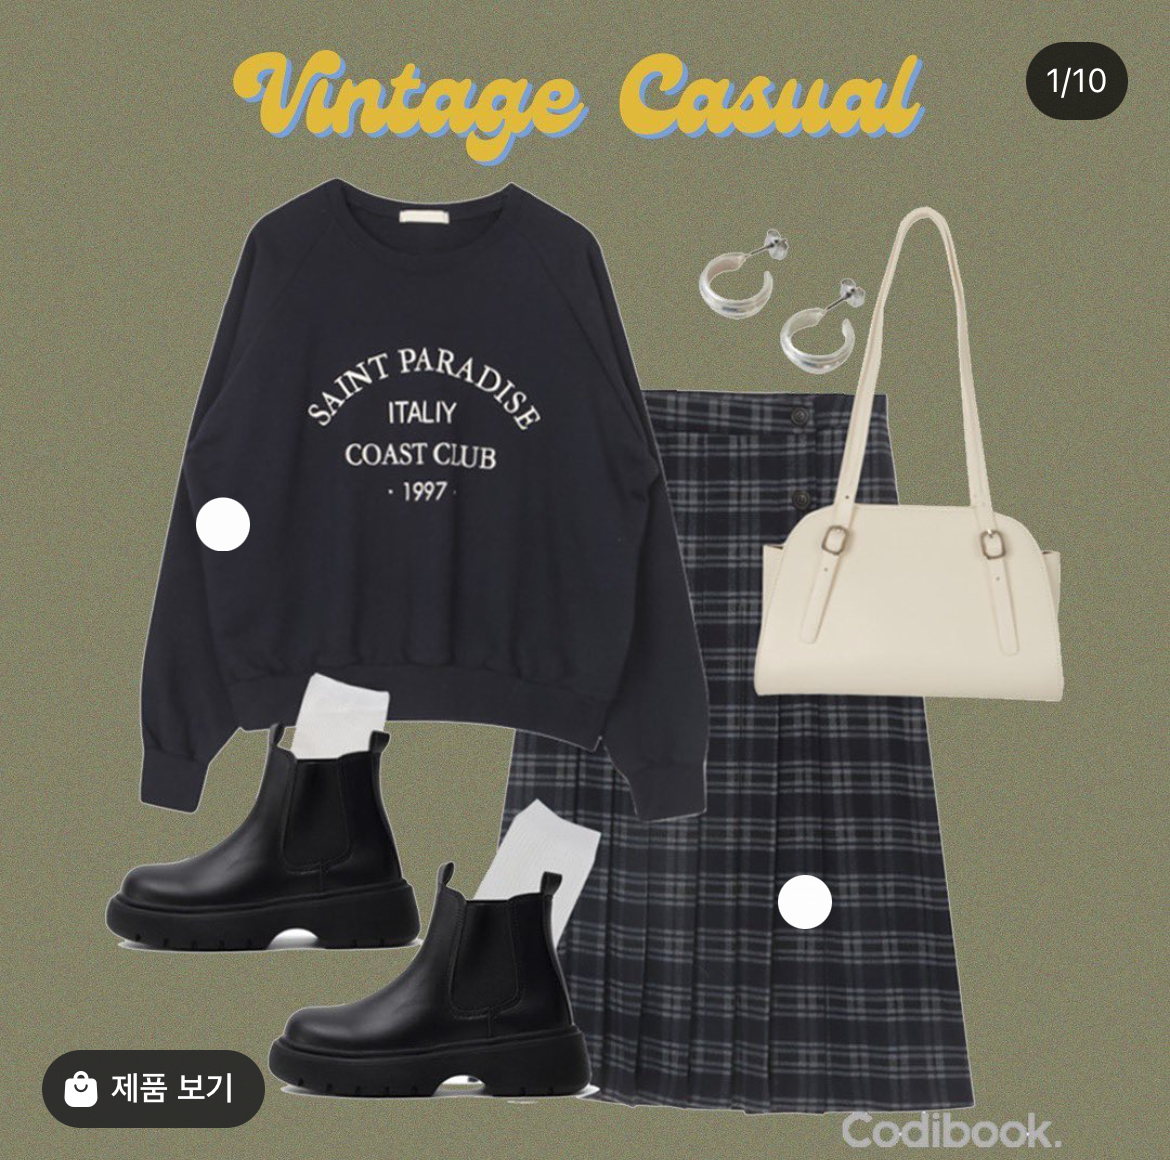 Vintage Casual
1/10
SAINT PARADISE
ITALIY
COAST CLUB
· 1997 ·
제품 보기
Codibook.